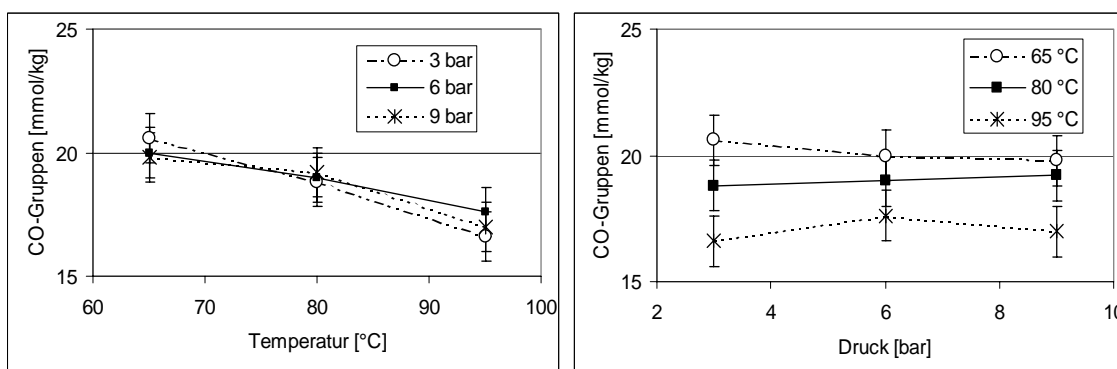 CO-Gruppen [mmol/kg]
25
20
15
60
70
80
90
100
Temperatur [°C]
3 bar
6 bar
9 bar
CO-Gruppen [mmol/kg]
25
20
15
2
4
6
8
10
Druck [bar]
65 °C
80 °C
95 °C